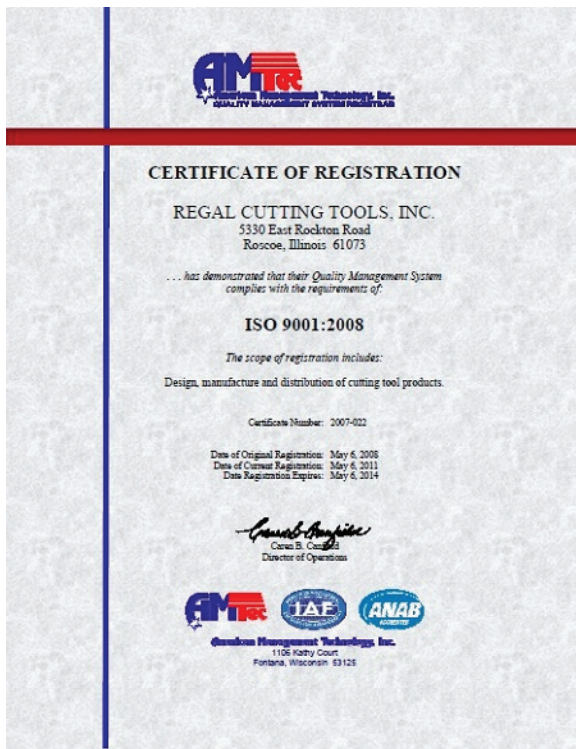 AMTec
American Management Technology, Inc.
QUALITY MANAGEMENT SYSTEM REGISTRAR
CERTIFICATE OF REGISTRATION
REGAL CUTTING TOOLS, INC.
5330 East Rockton Road
Roscoe, Illinois 61073
. . . has demonstrated that their Quality Management System
complies with the requirements of:
ISO 9001:2008
The scope of registration includes:
Design, manufacture and distribution of cutting tool products.
Certificate Number: 2007-022
Date of Original Registration: May 6, 2008
Date of Current Registration: May 6, 2011
Date Registration Expires: May 6, 2014
Caren B. Canfield
Director of Operations
AMTec IAF ANAB
ACCREDITED
American Management Technology, Inc.
1106 Kathy Court
Fontana, Wisconsin 53125